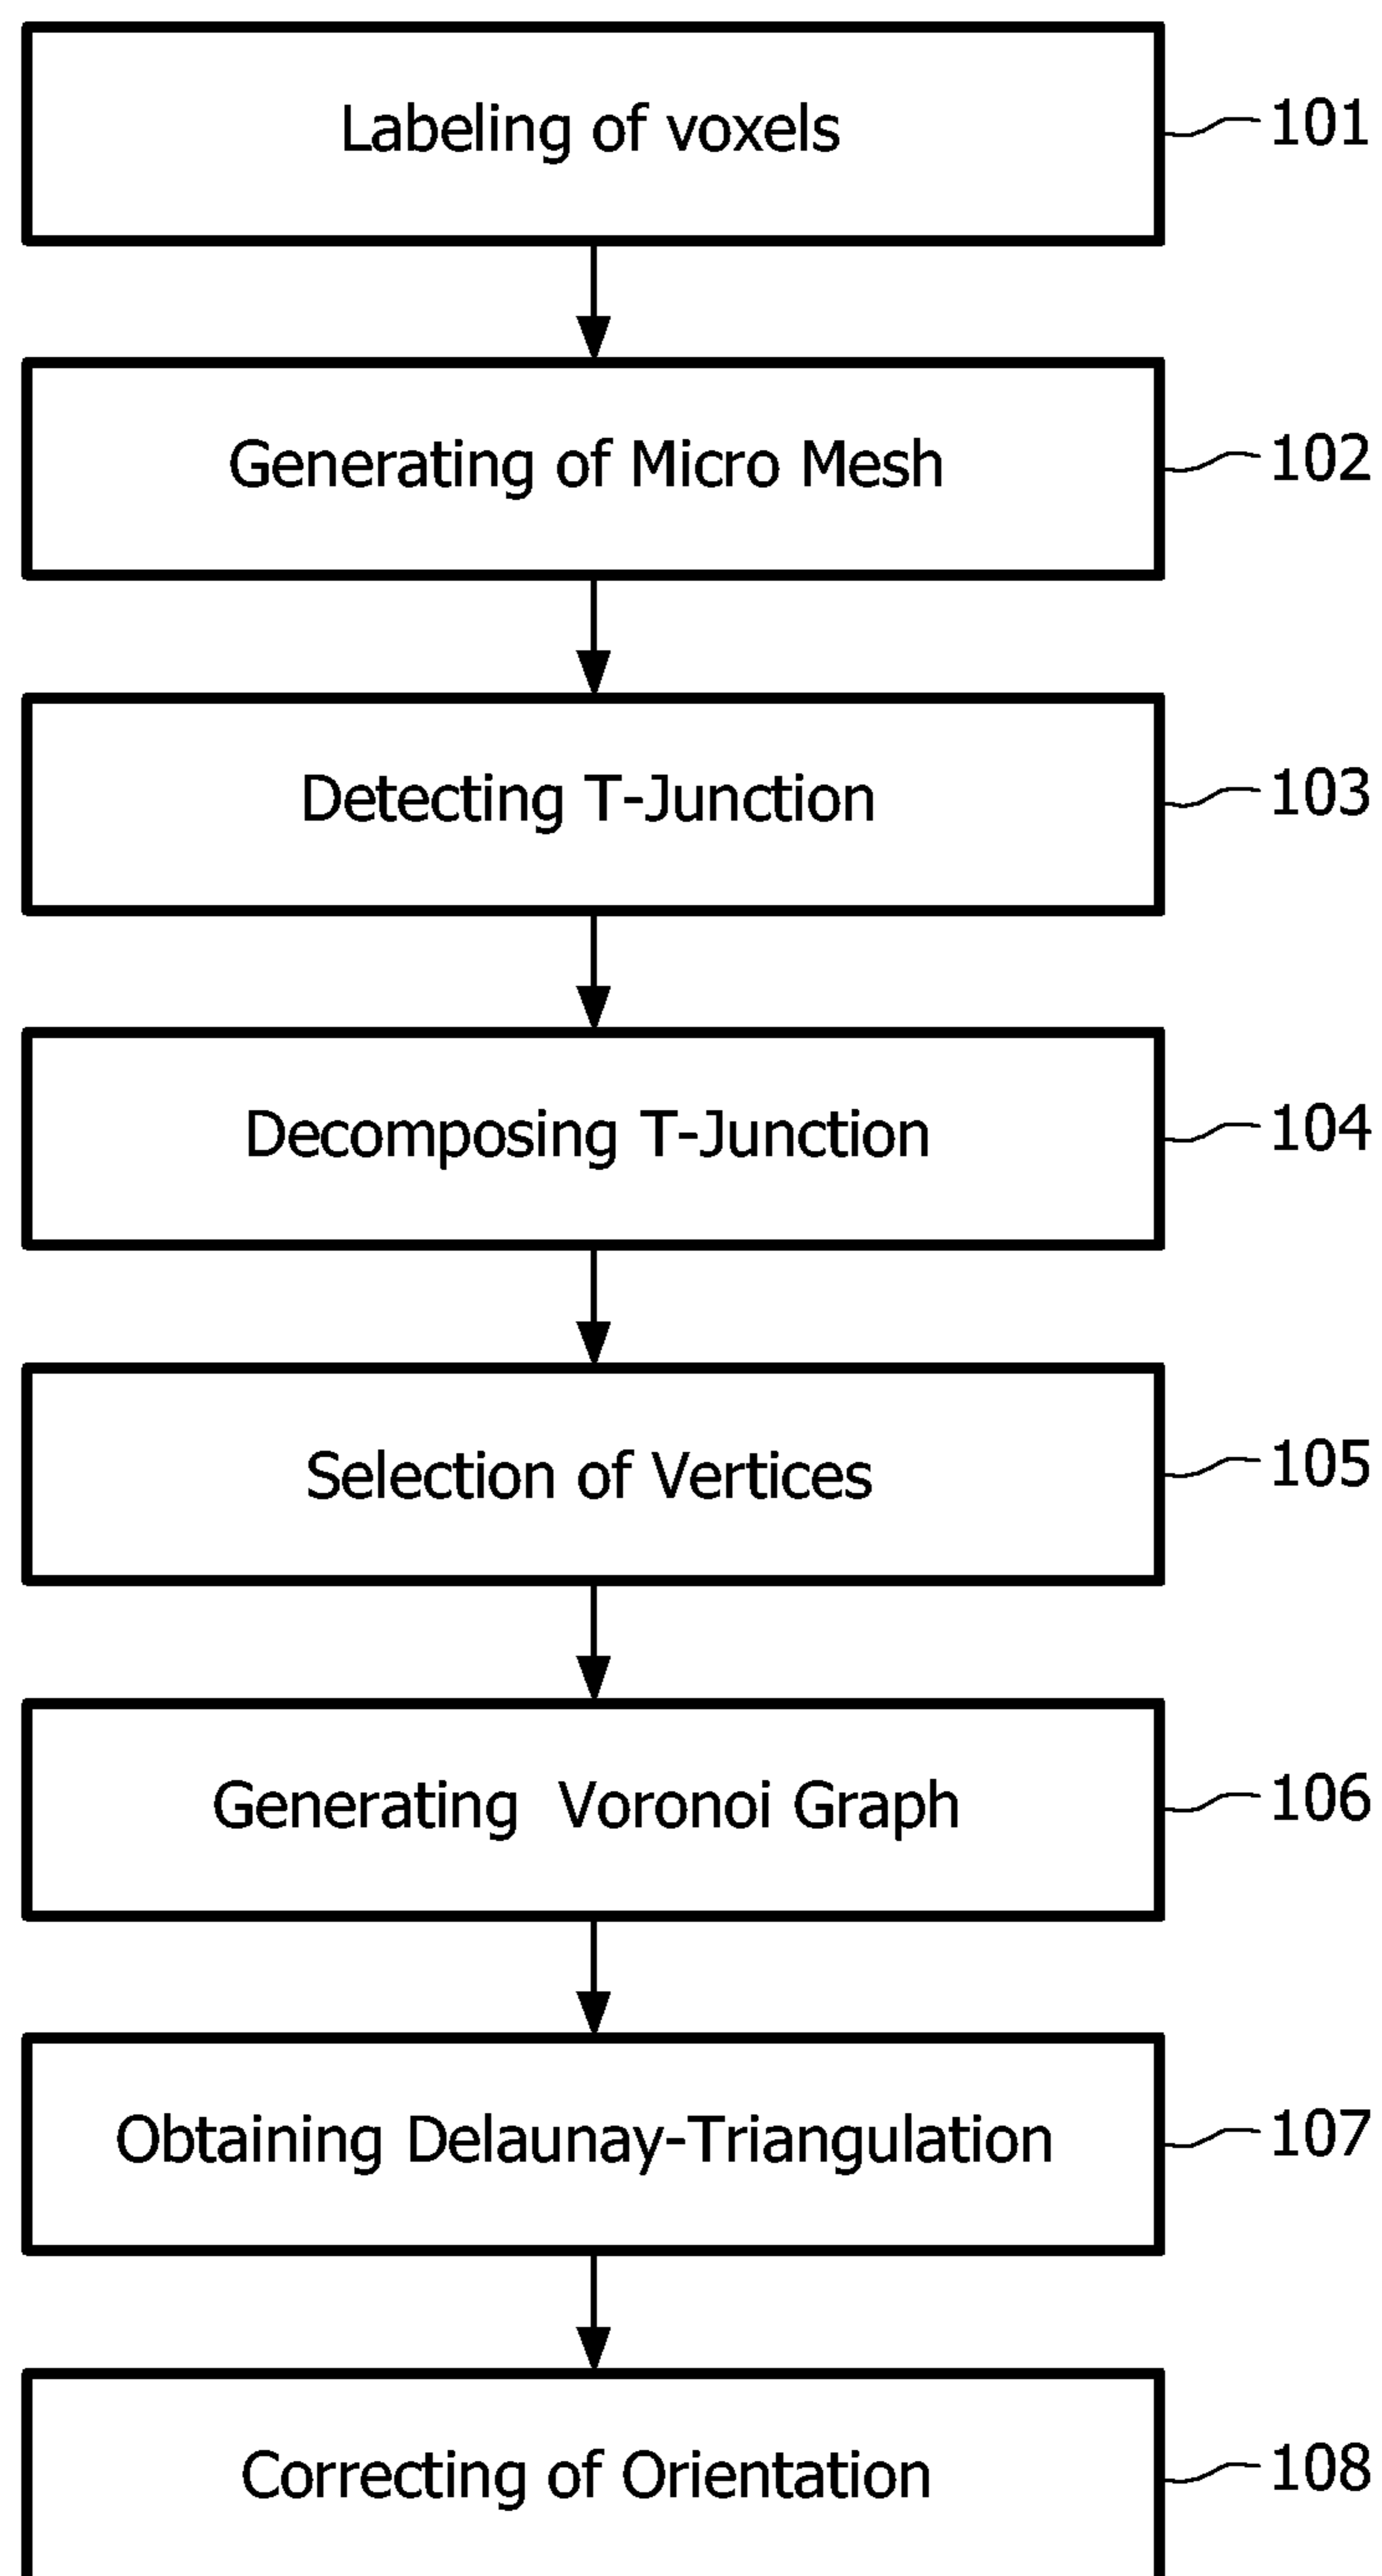 Labeling of voxels 101
Generating of Micro Mesh 102
Detecting T-Junction 103
Decomposing T-Junction 104
Selection of Vertices 105
Generating Voronoi Graph 106
Obtaining Delaunay-Triangulation 107
Correcting of Orientation 108